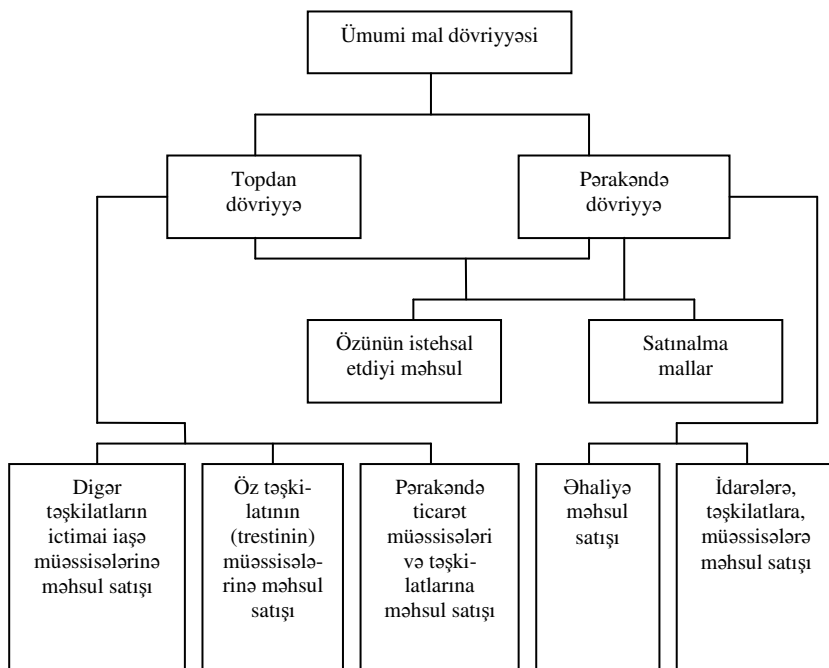 Ümumi mal dövriyyəsi
Topdan
dövriyyə
Pərakəndə
dövriyyə
Özünün istehsal
etdiyi məhsul
Satınalma
mallar
Digər
təşkilatların
ictimai iaşə
müəssisələrinə
məhsul satışı
Öz təşki-
latının
(trestinin)
müəssisələ-
rinə məhsul
satışı
Pərakəndə
ticarət
müəssisələri
və təşki-
latlarına
məhsul satışı
Əhaliyə
məhsul
satışı
İdarələrə,
təşkilatlara,
müəssisələrə
məhsul satışı